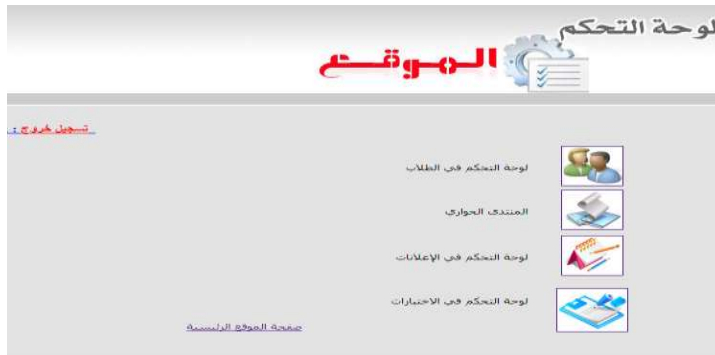 لوحة التحكم
الموقع
تسجيل خروج :
لوحة التحكم في الطلاب
المنتدى الحواري
لوحة التحكم في الإعلانات
لوحة التحكم في الاختبارات
صفحة الموقع الرئيسية